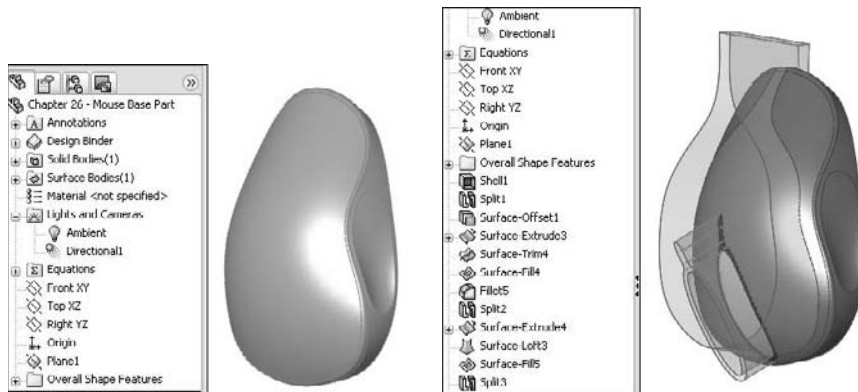 Chapter 26 - Mouse Base Part
Annotations
Design Binder
Solid Bodies(1)
Surface Bodies(1)
Material <not specified>
Lights and Cameras
Ambient
Directional1
Equations
Front XY
Top XZ
Right YZ
Origin
Plane1
Overall Shape Features
Ambient
Directional1
Equations
Front XY
Top XZ
Right YZ
Origin
Plane1
Overall Shape Features
Shell1
Split1
Surface-Offset1
Surface-Extrude3
Surface-Trim4
Surface-Fill4
Fillet5
Split2
Surface-Extrude4
Surface-Loft3
Surface-Fill5
Split3